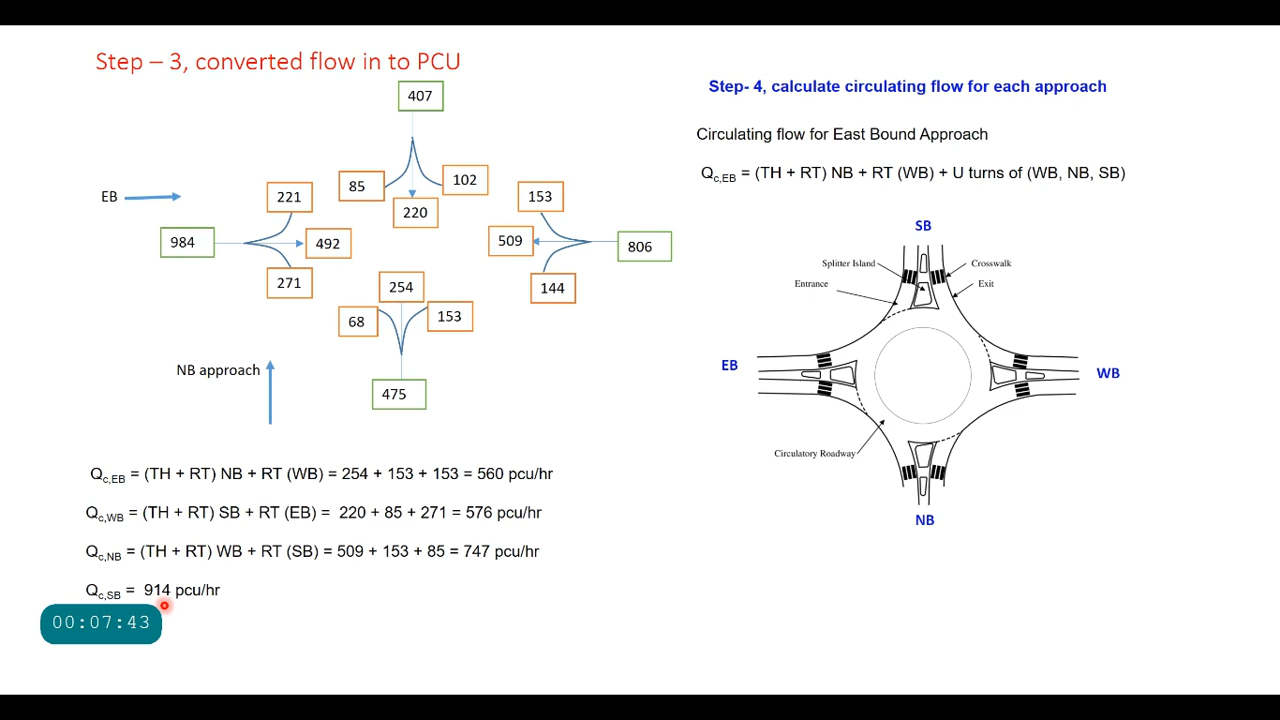 Step – 3, converted flow in to PCU
407
85
102
220
EB
221
984
492
271
153
509
806
144
254
68
153
NB approach
475
Q_c,EB = (TH + RT) NB + RT (WB) = 254 + 153 + 153 = 560 pcu/hr
Q_c,WB = (TH + RT) SB + RT (EB) = 220 + 85 + 271 = 576 pcu/hr
Q_c,NB = (TH + RT) WB + RT (SB) = 509 + 153 + 85 = 747 pcu/hr
Q_c,SB = 914 pcu/hr
00:07:43
Step- 4, calculate circulating flow for each approach
Circulating flow for East Bound Approach
Q_c,EB = (TH + RT) NB + RT (WB) + U turns of (WB, NB, SB)
SB
Splitter Island
Crosswalk
Entrance
Exit
EB
WB
Circulatory Roadway
NB